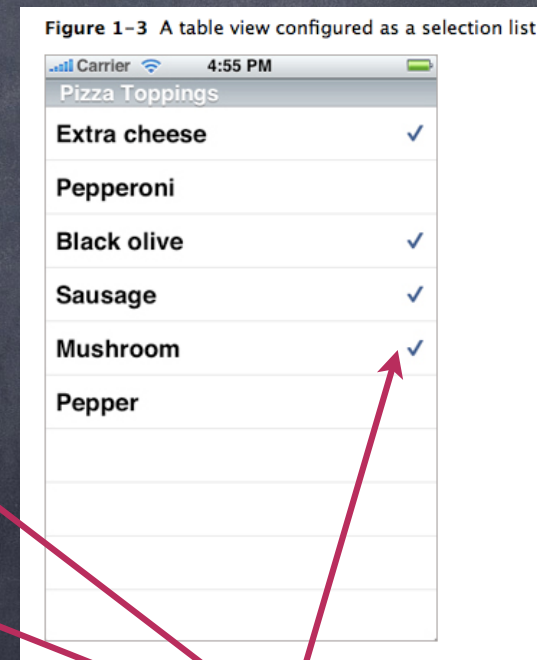 Figure 1-3 A table view configured as a selection list
Carrier 4:55 PM
Pizza Toppings
Extra cheese
Pepperoni
Black olive
Sausage
Mushroom
Pepper